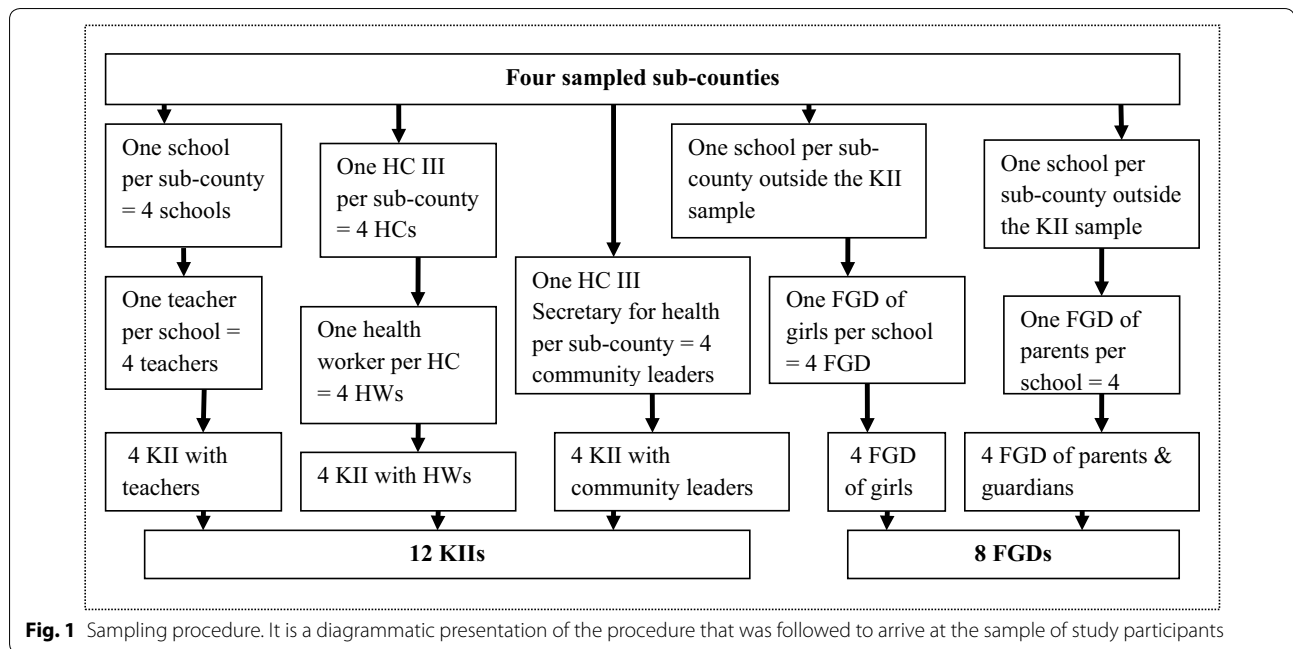 Four sampled sub-counties
One school
per sub-county
= 4 schools
One teacher
per school =
4 teachers
4 KII with
teachers
One HC III
per sub-county
= 4 HCs
One health
worker per HC
= 4 HWs
4 KII with HWs
One HC III
Secretary for health
per sub-county = 4
community leaders
4 KII with
community leaders
One school per sub-
county outside the KII
sample
One FGD of
girls per school
= 4 FGD
4 FGD
of girls
One school per
sub-county outside
the KII sample
One FGD of
parents per
school = 4
4 FGD of parents &
guardians
12 KIIs
8 FGDs
Fig. 1 Sampling procedure. It is a diagrammatic presentation of the procedure that was followed to arrive at the sample of study participants